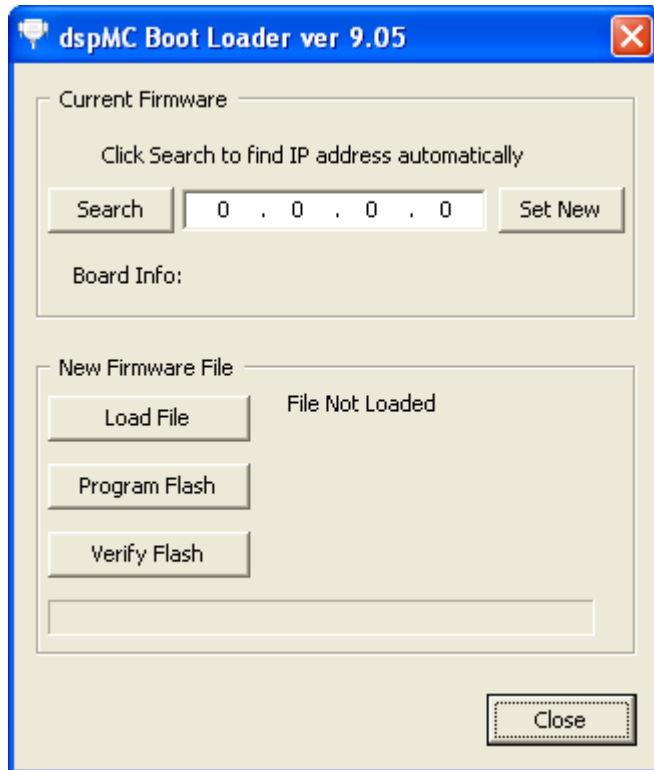 dspMC Boot Loader ver 9.05
Current Firmware
Click Search to find IP address automatically
Search 0 . 0 . 0 . 0 Set New
Board Info:
New Firmware File
Load File File Not Loaded
Program Flash
Verify Flash
Close